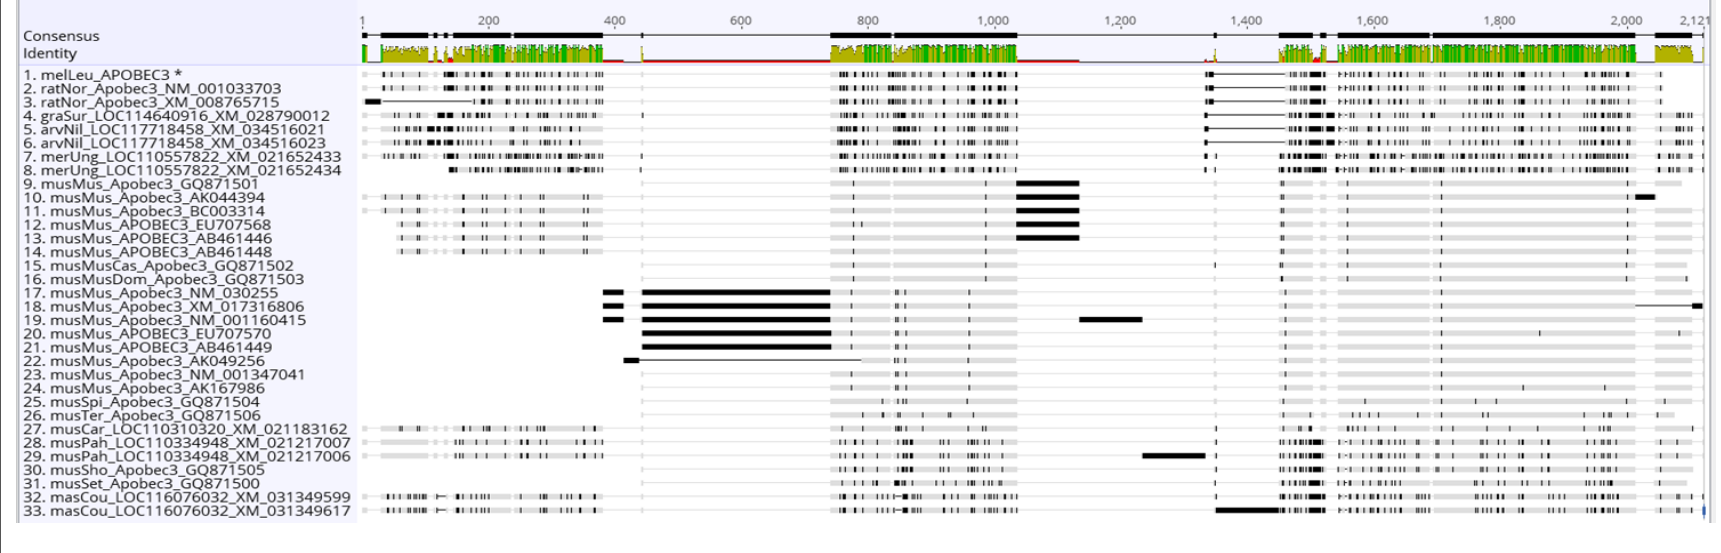 1 200 400 600 800 1,000 1,200 1,400 1,600 1,800 2,000 2,121
Consensus
Identity
1. melLeu_APOBEC3 *
2. ratNor_Apobec3_NM_001033703
3. ratNor_Apobec3_XM_008765715
4. graSur_LOC114640916_XM_028790012
5. arvNil_LOC117718458_XM_034516021
6. arvNil_LOC117718458_XM_034516023
7. merUng_LOC110557822_XM_021652433
8. merUng_LOC110557822_XM_021652434
9. musMus_Apobec3_GQ871501
10. musMus_Apobec3_AK044394
11. musMus_Apobec3_BC003314
12. musMus_APOBEC3_EU707568
13. musMus_APOBEC3_AB461446
14. musMus_APOBEC3_AB461448
15. musMusCas_Apobec3_GQ871502
16. musMusDom_Apobec3_GQ871503
17. musMus_Apobec3_NM_030255
18. musMus_Apobec3_XM_017316806
19. musMus_Apobec3_NM_001160415
20. musMus_APOBEC3_EU707570
21. musMus_APOBEC3_AB461449
22. musMus_Apobec3_AK049256
23. musMus_Apobec3_NM_001347041
24. musMus_Apobec3_AK167986
25. musSpi_Apobec3_GQ871504
26. musTer_Apobec3_GQ871506
27. musCar_LOC110310320_XM_021183162
28. musPah_LOC110334948_XM_021217007
29. musPah_LOC110334948_XM_021217006
30. musSho_Apobec3_GQ871505
31. musSet_Apobec3_GQ871500
32. masCou_LOC116076032_XM_031349599
33. masCou_LOC116076032_XM_031349617